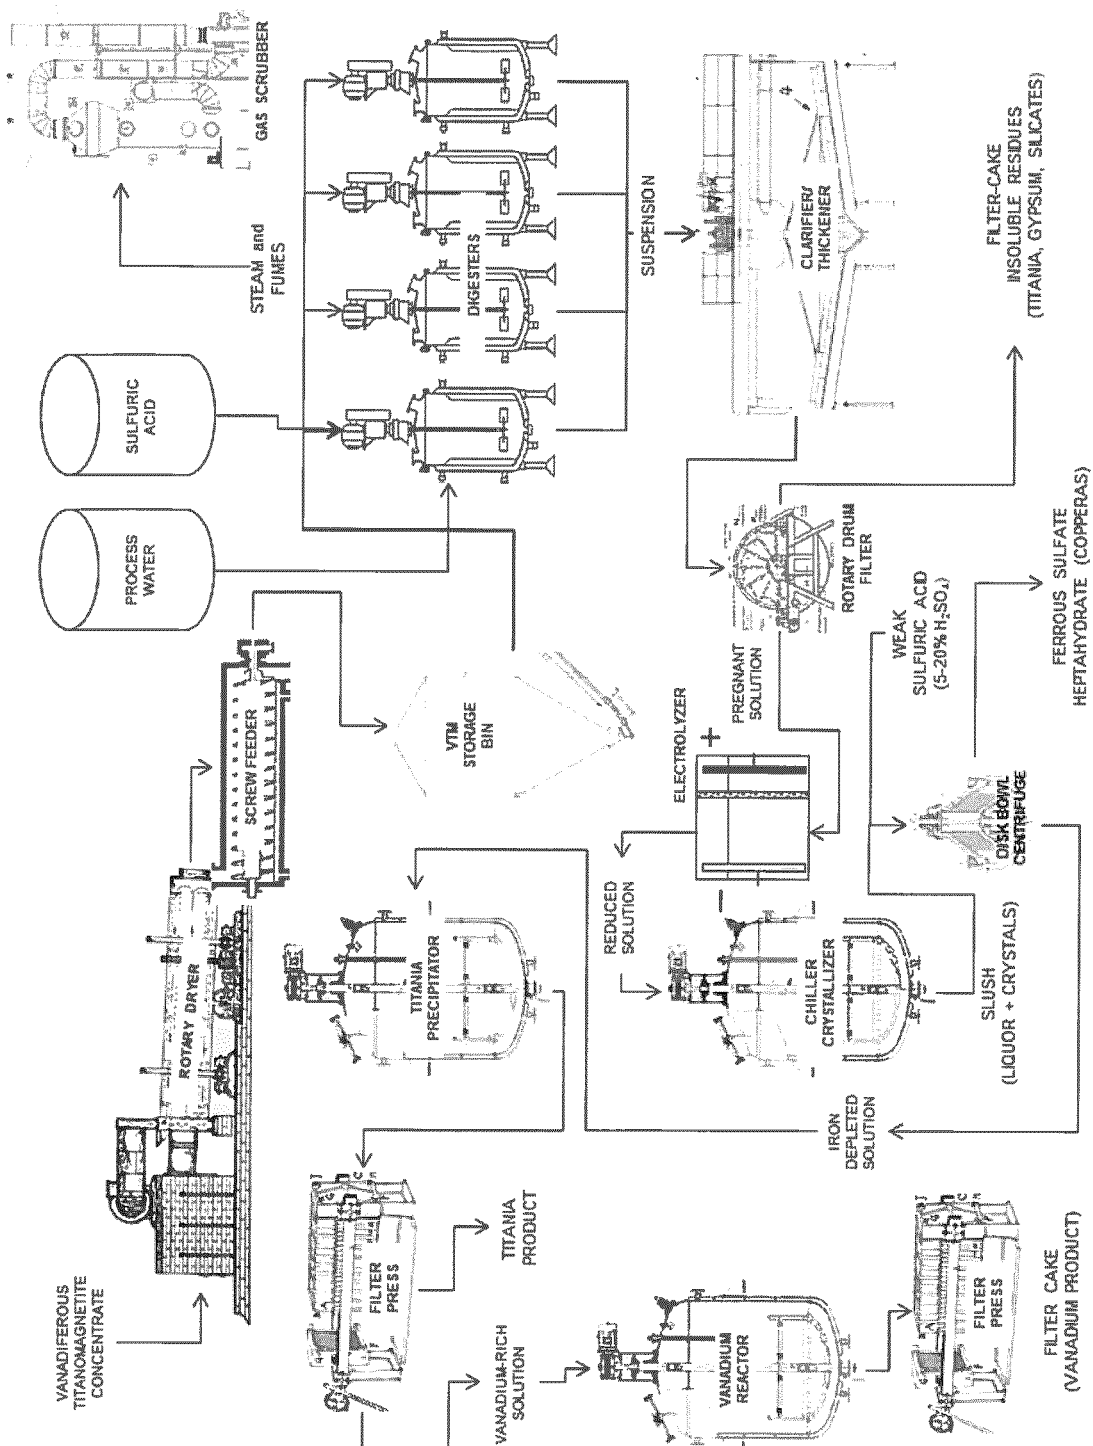 VANADIFEROUS
TITANOMAGNETITE
CONCENTRATE
ROTARY DRYER
SCREW FEEDER
PROCESS
WATER
SULFURIC
ACID
STEAM and
FUMES
GAS SCRUBBER
VTM
STORAGE
BIN
DIGESTERS
SUSPENSION
CLARIFIERS
THICKENER
4
ROTARY DRUM
FILTER
FILTER-CAKE
INSOLUBLE RESIDUES
(TITANIA, GYPSUM, SILICATES)
PREGNANT
SOLUTION
ELECTROLYZER
+
−
REDUCED
SOLUTION
CHILLER
CRYSTALLIZER
SLUSH
(LIQUOR + CRYSTALS)
WEAK
SULFURIC ACID
(5-20% H₂SO₄)
DISK BOWL
CENTRIFUGE
FERROUS SULFATE
HEPTAHYDRATE (COPPERAS)
IRON
DEPLETED
SOLUTION
TITANIA
PRECIPITATOR
FILTER
PRESS
TITANIA
PRODUCT
VANADIUM-RICH
SOLUTION
VANADIUM
REACTOR
FILTER
PRESS
FILTER CAKE
(VANADIUM PRODUCT)